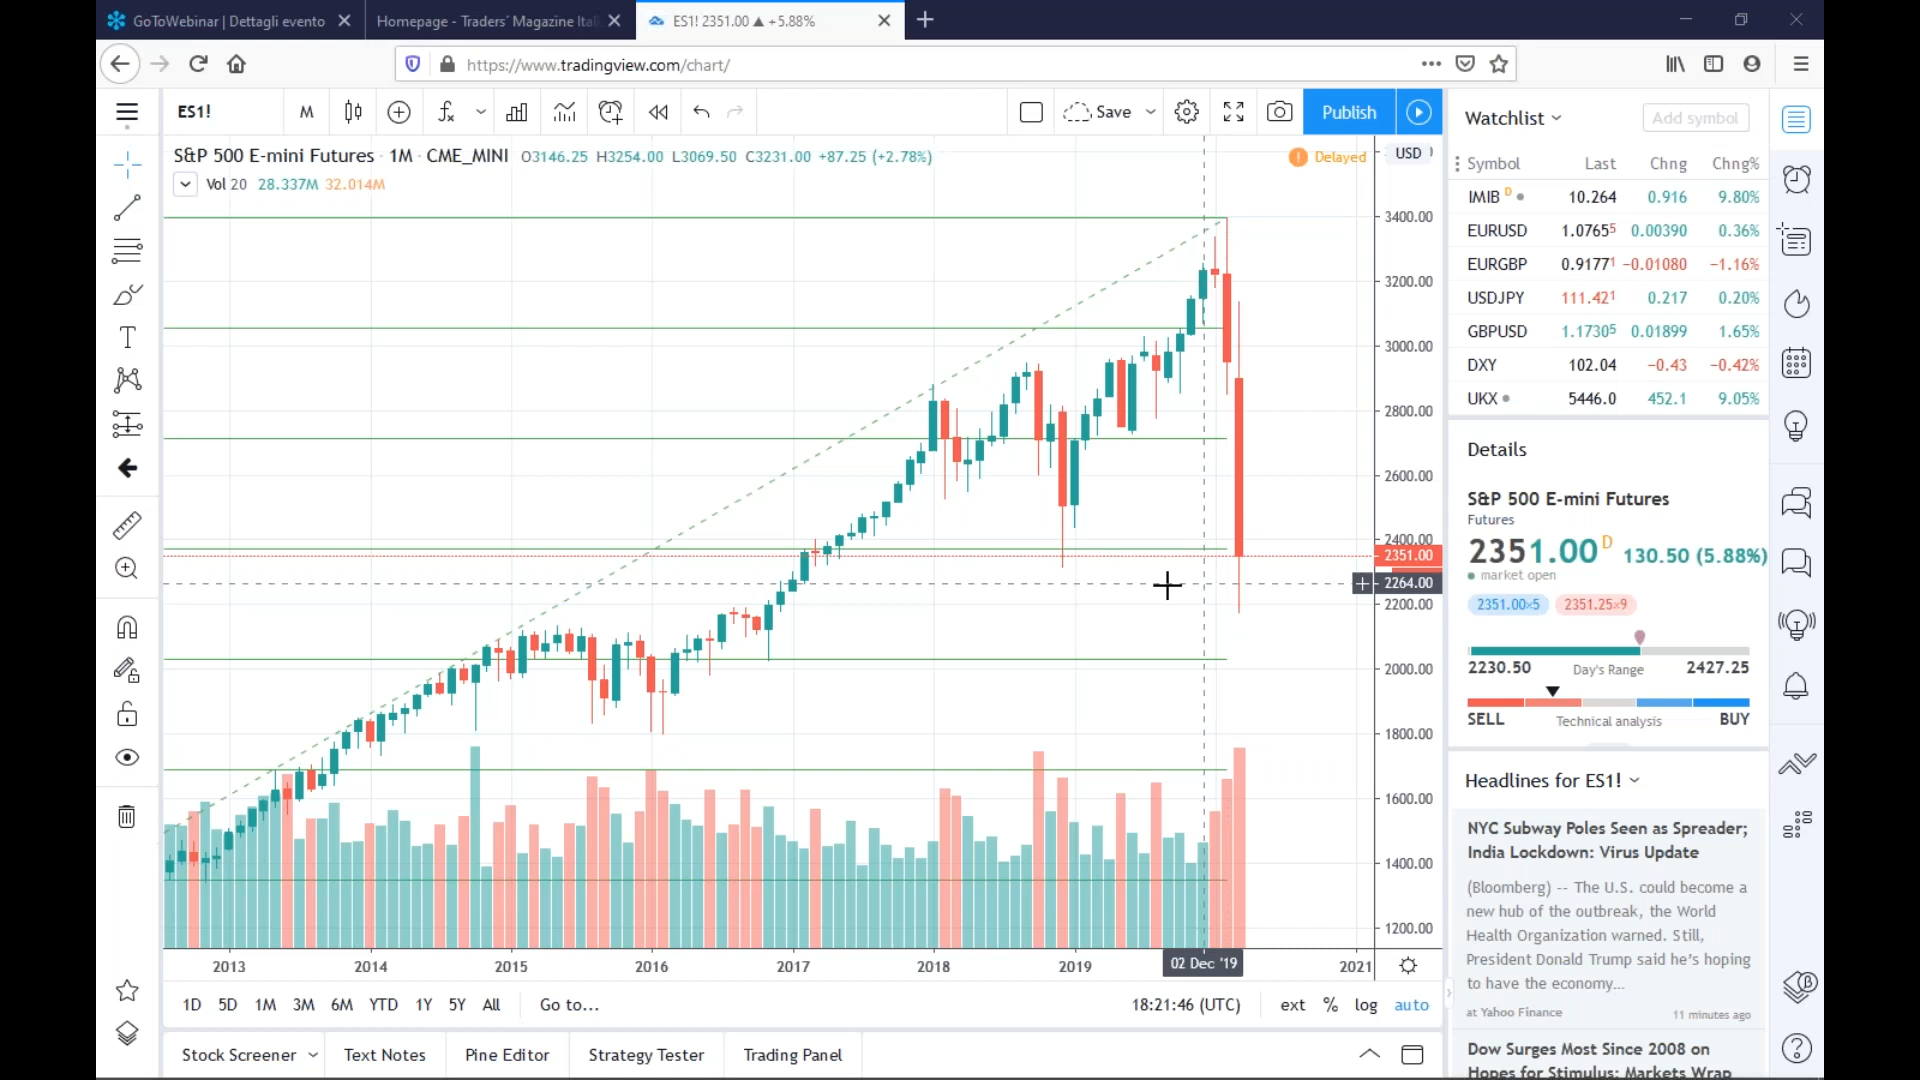 GoToWebinar | Dettagli evento
Homepage - Traders' Magazine Ital
ES1! 2351.00 ▲ +5.88%
https://www.tradingview.com/chart/
ES1!
M
Save
Publish
S&P 500 E-mini Futures · 1M · CME_MINI O3146.25 H3254.00 L3069.50 C3231.00 +87.25 (+2.78%)
Delayed
USD
Vol 20 28.337M 32.014M
3400.00
3200.00
3000.00
2800.00
2600.00
2400.00
2351.00
2264.00
2200.00
2000.00
1800.00
1600.00
1400.00
1200.00
2013 2014 2015 2016 2017 2018 2019 02 Dec '19 2021
1D 5D 1M 3M 6M YTD 1Y 5Y All Go to...
18:21:46 (UTC) ext % log auto
Stock Screener Text Notes Pine Editor Strategy Tester Trading Panel
Watchlist
Add symbol
Symbol Last Chng Chng%
IMIB D 10.264 0.916 9.80%
EURUSD 1.07655 0.00390 0.36%
EURGBP 0.91771 −0.01080 −1.16%
USDJPY 111.421 0.217 0.20%
GBPUSD 1.17305 0.01899 1.65%
DXY 102.04 −0.43 −0.42%
UKX 5446.0 452.1 9.05%
Details
S&P 500 E-mini Futures
Futures
2351.00 D 130.50 (5.88%)
market open
2351.00×5 2351.25×9
2230.50 Day's Range 2427.25
SELL Technical analysis BUY
Headlines for ES1!
NYC Subway Poles Seen as Spreader;
India Lockdown: Virus Update
(Bloomberg) -- The U.S. could become a
new hub of the outbreak, the World
Health Organization warned. Still,
President Donald Trump said he's hoping
to have the economy...
at Yahoo Finance 11 minutes ago
Dow Surges Most Since 2008 on
Hopes for Stimulus: Markets Wrap